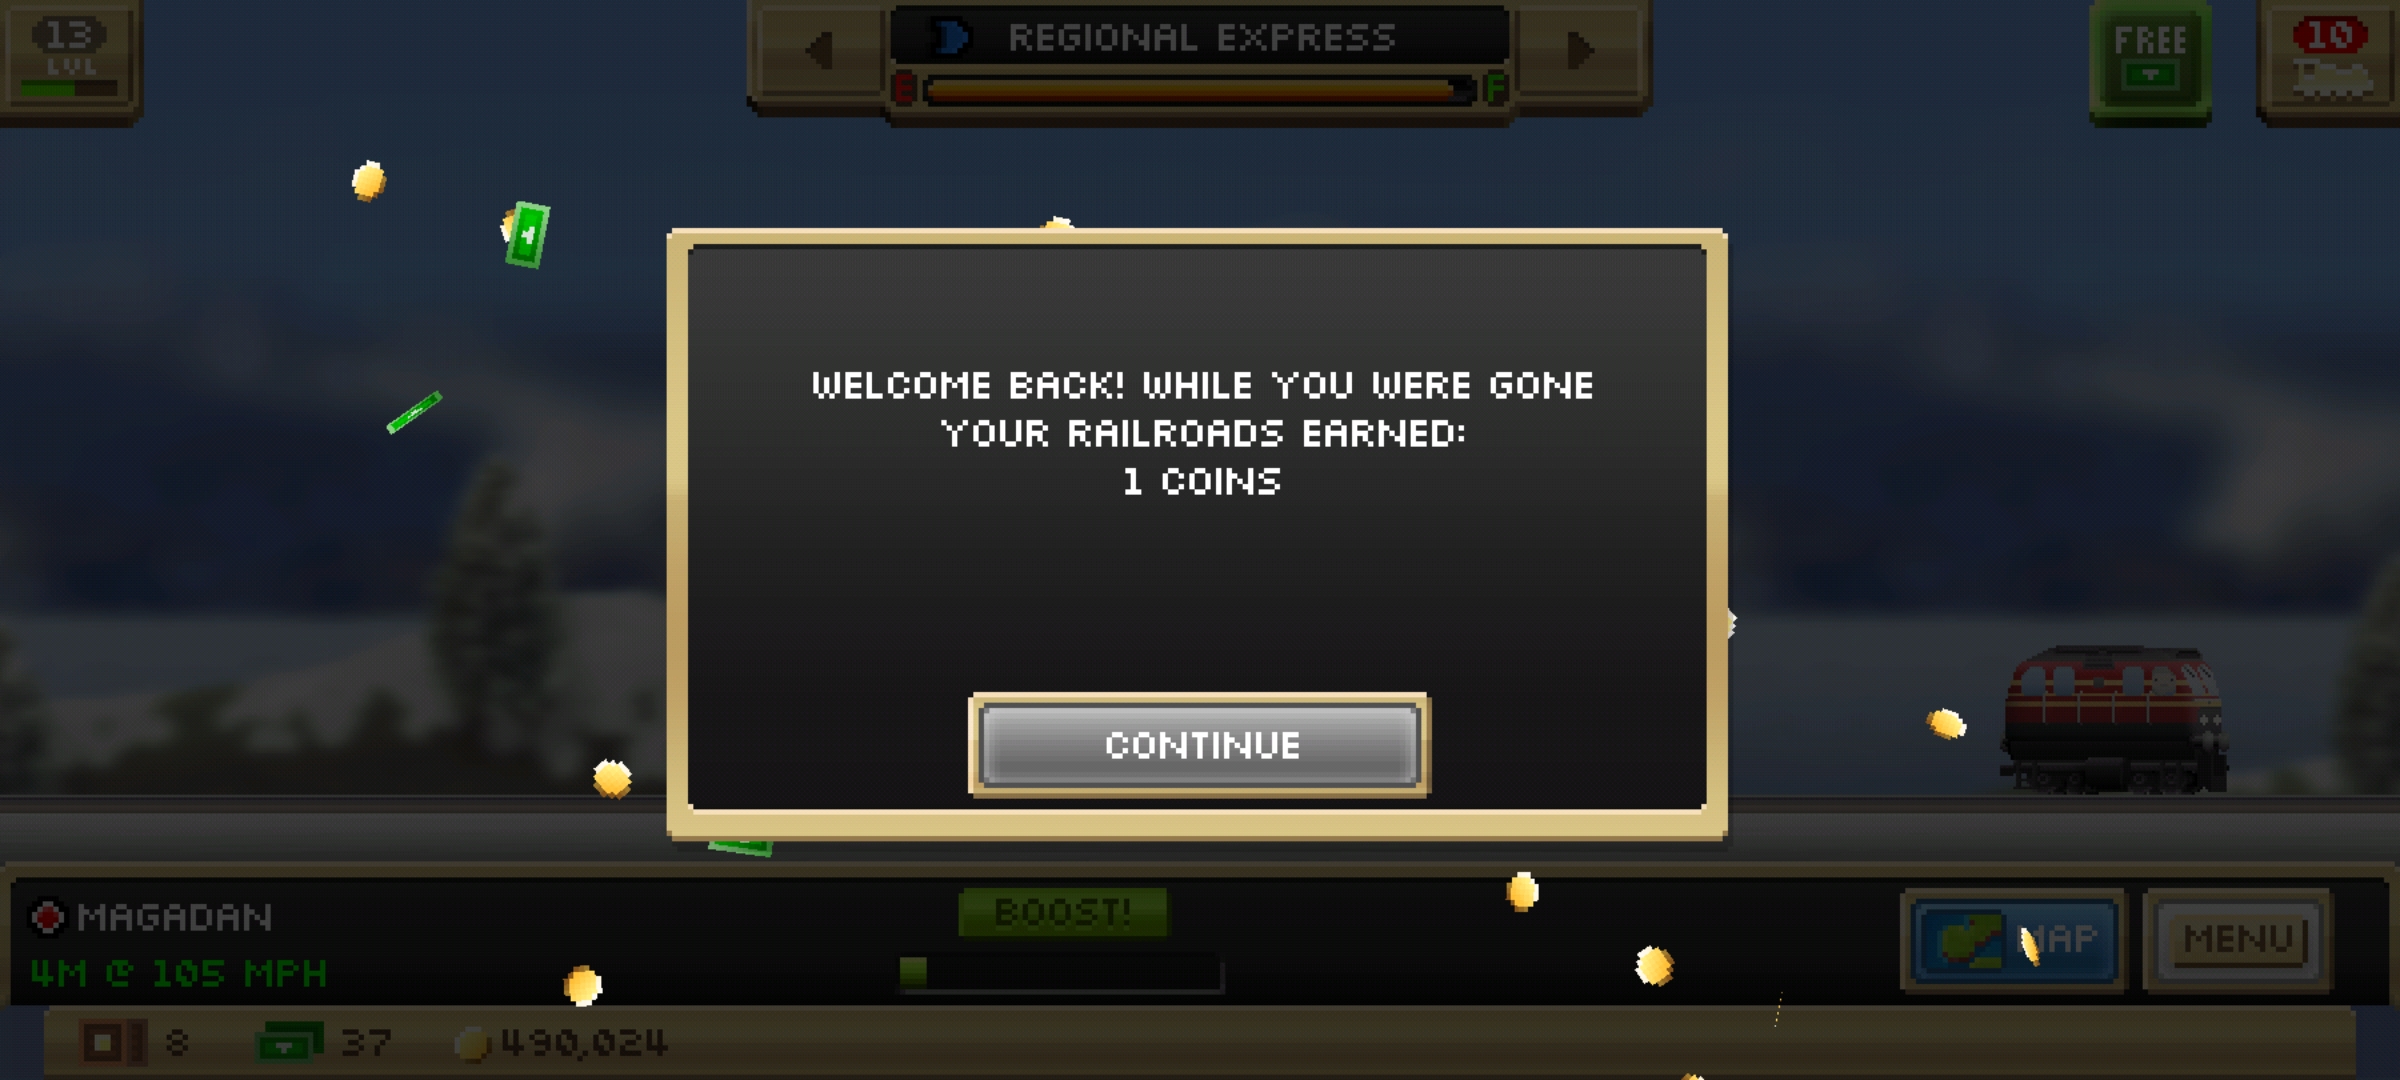 13
LVL
REGIONAL EXPRESS
E F
FREE
10
WELCOME BACK! WHILE YOU WERE GONE
YOUR RAILROADS EARNED:
1 COINS
CONTINUE
MAGADAN
4M @ 105 MPH
BOOST!
MAP
MENU
8 37 490,024